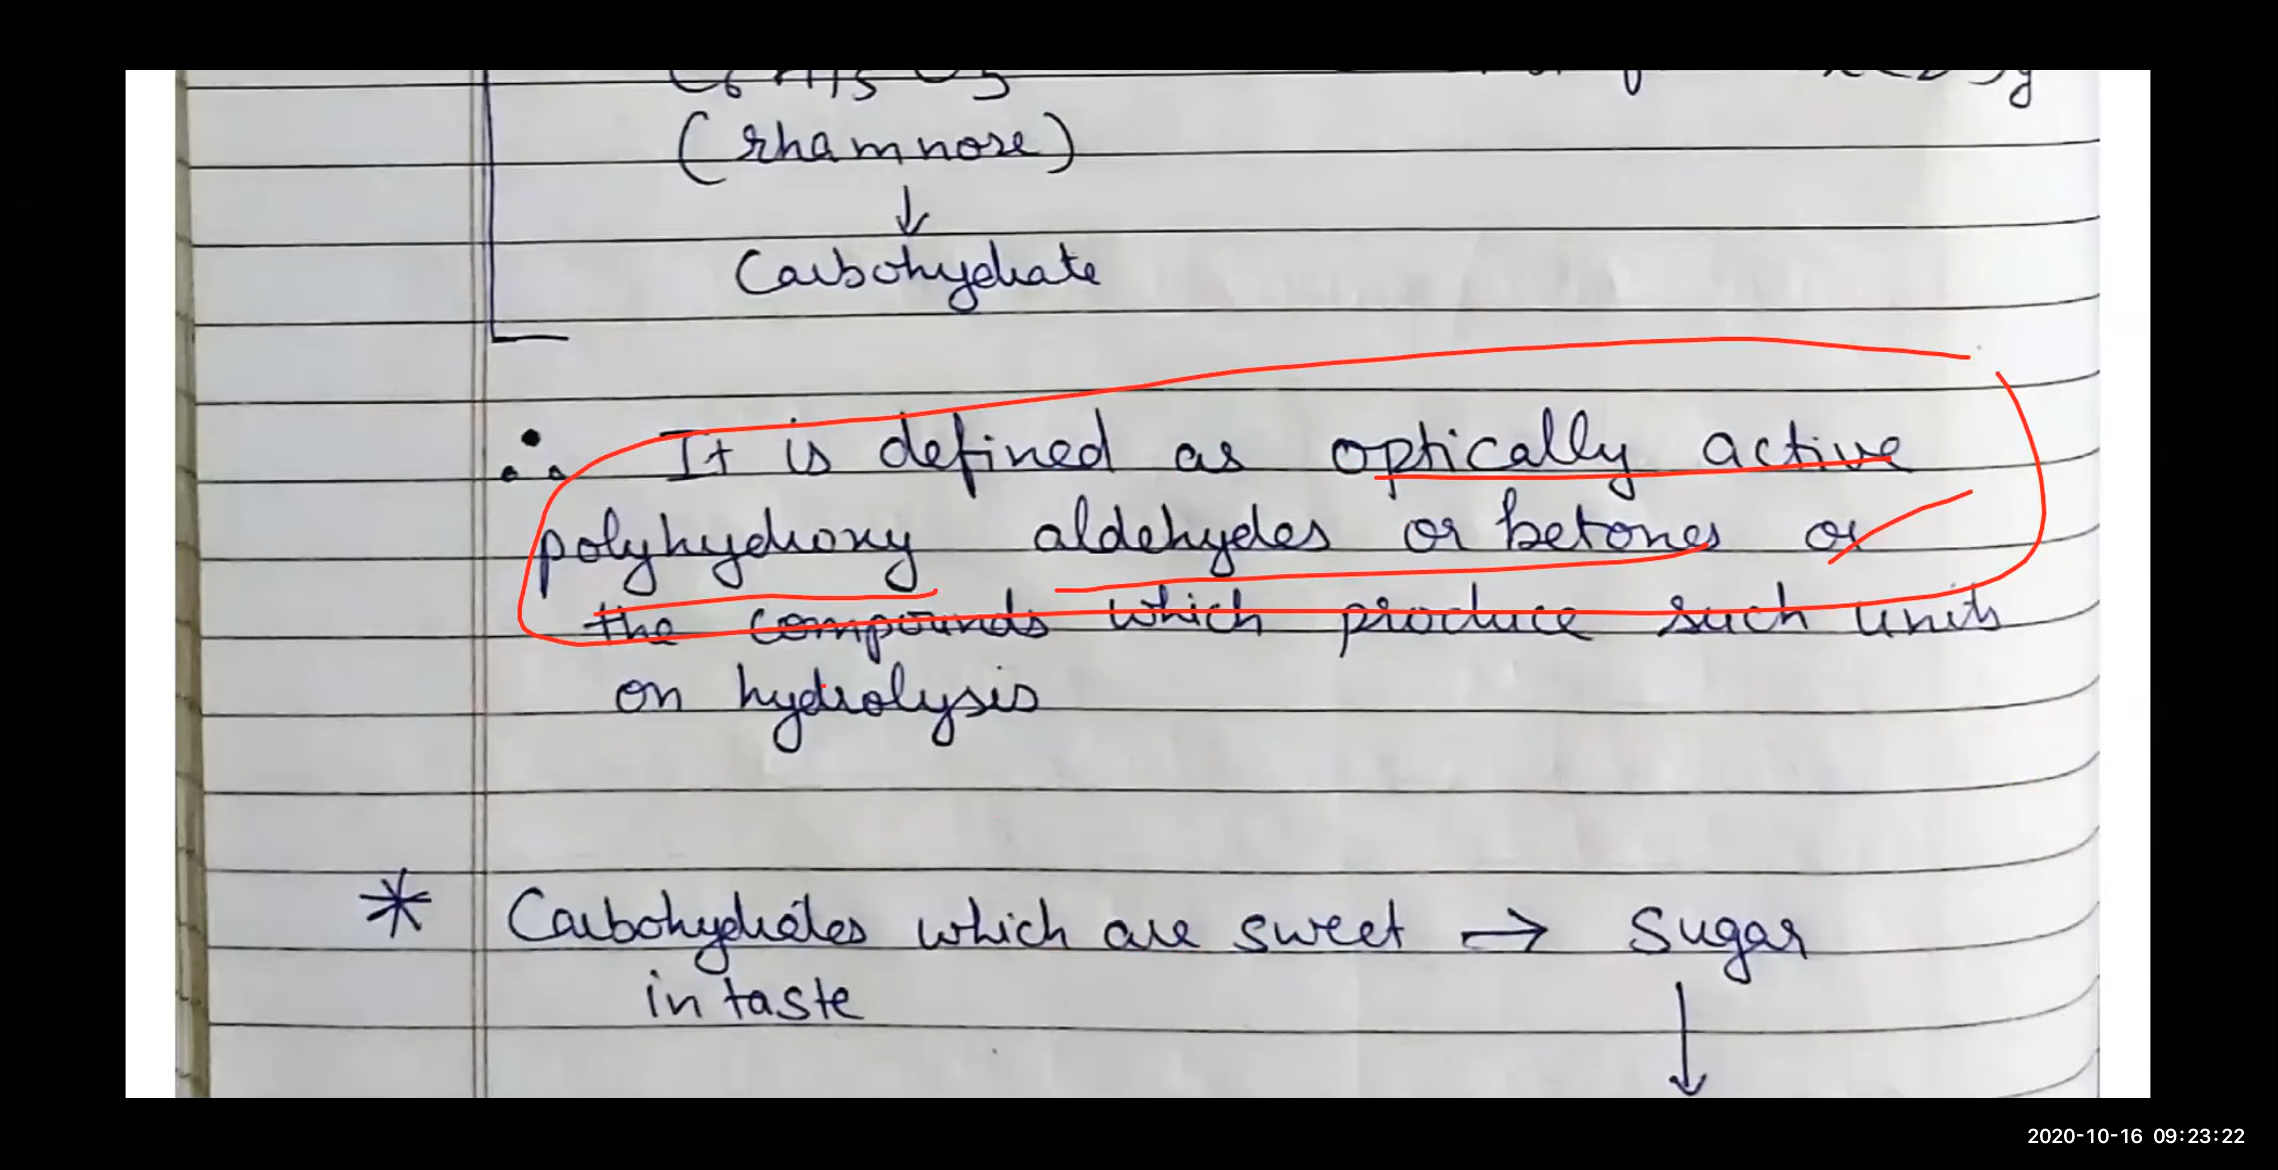 (rhamnose)
↓
Carbohydrate
∴ It is defined as optically active
polyhydroxy aldehydes or ketones or
the compounds which produce such units
on hydrolysis
* Carbohydrates which are sweet → Sugar
in taste
↓
2020-10-16 09:23:22